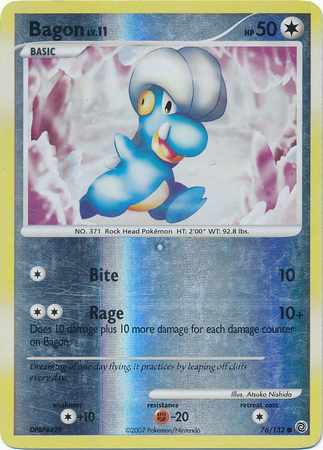 Bagon LV.11 HP 50
BASIC
NO. 371 Rock Head Pokémon HT: 2'00" WT: 92.8 lbs.
Bite 10
Rage 10+
Does 10 damage plus 10 more damage for each damage counter
on Bagon.
Dreaming of one day flying, it practices by leaping off cliffs
every day.
Illus. Atsuko Nishida
weakness resistance retreat cost
+10 -20
DPBP#429 ©2007 Pokémon/Nintendo 76/132